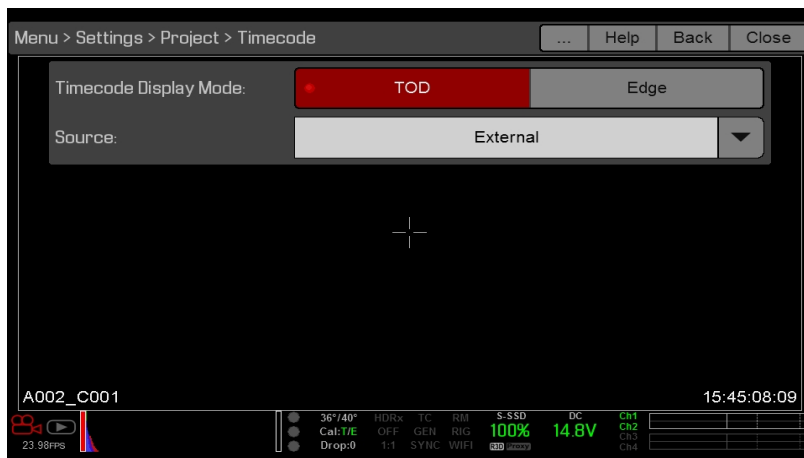 Menu > Settings > Project > Timecode ... Help Back Close
Timecode Display Mode: TOD Edge
Source: External
A002_C001 15:45:08:09
36°/40° HDRx TC RM S-SSD DC Ch1
Cal:T/E OFF GEN RIG 100% 14.8V Ch2
Drop:0 1:1 SYNC WIFI R3D Proxy Ch3
23.98FPS Ch4